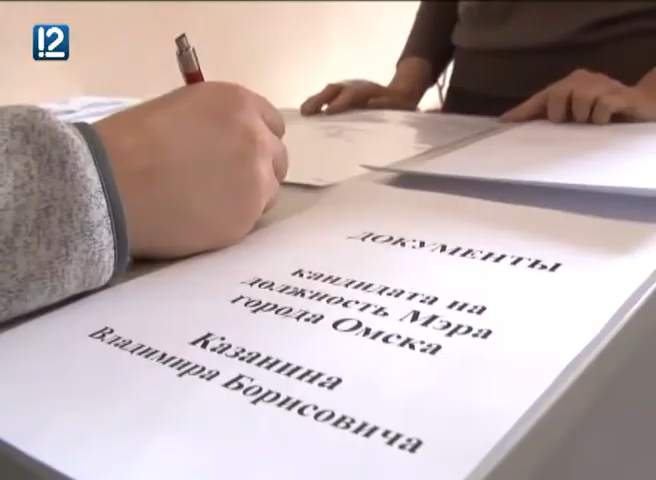 12
ДОКУМЕНТЫ
кандидата на
должность Мэра
города Омска
Казанина
Владимира Борисовича